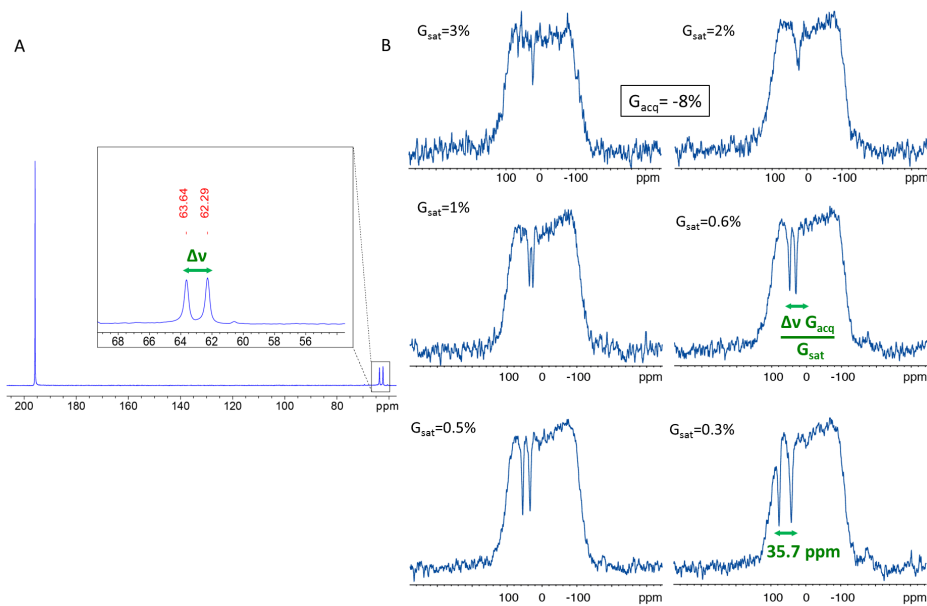 A
B
63.64
62.29
Δν
68 66 64 62 60 58 56
200 180 160 140 120 100 80 ppm
Gsat=3%
100 0 -100 ppm
Gsat=2%
100 0 -100 ppm
Gacq= -8%
Gsat=1%
100 0 -100 ppm
Gsat=0.6%
Δν Gacq
Gsat
100 0 -100 ppm
Gsat=0.5%
100 0 -100 ppm
Gsat=0.3%
35.7 ppm
100 0 -100 ppm